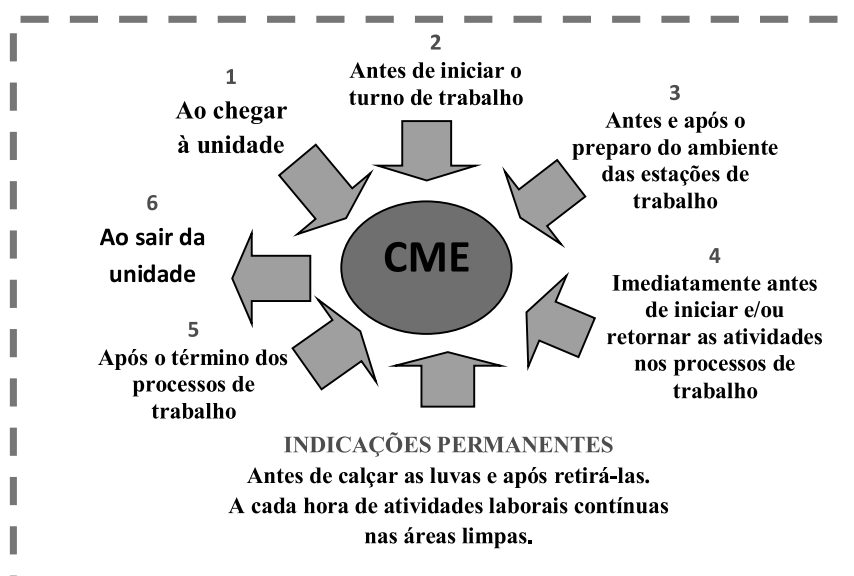 1
Ao chegar
à unidade
2
Antes de iniciar o
turno de trabalho
3
Antes e após o
preparo do ambiente
das estações de
trabalho
4
Imediatamente antes
de iniciar e/ou
retornar as atividades
nos processos de
trabalho
5
Após o término dos
processos de
trabalho
6
Ao sair da
unidade
CME
INDICAÇÕES PERMANENTES
Antes de calçar as luvas e após retirá-las.
A cada hora de atividades laborais contínuas
nas áreas limpas.